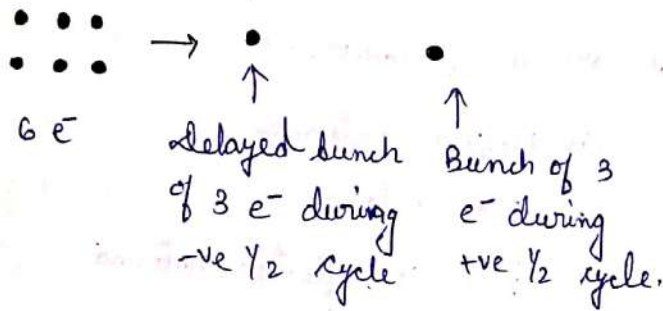 6 e⁻
Delayed bunch
of 3 e⁻ during
-ve 1/2 cycle
Bunch of 3
e⁻ during
+ve 1/2 cycle.